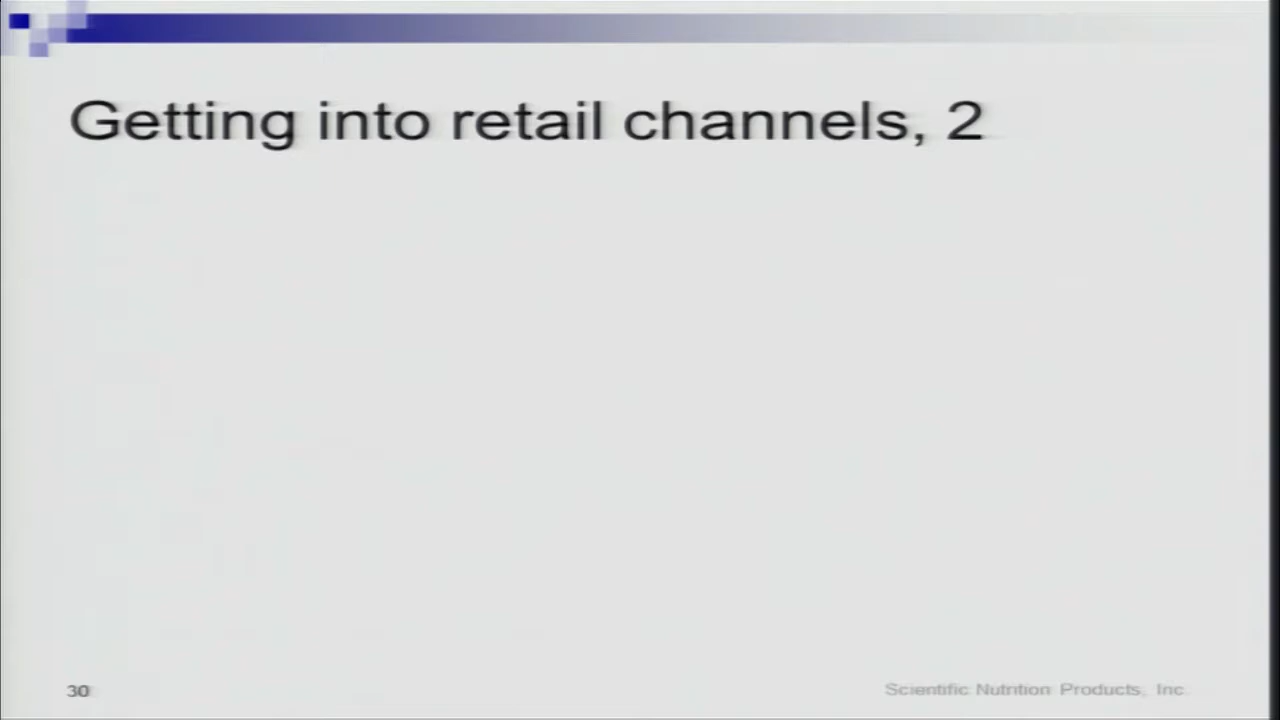 Getting into retail channels, 2
30
Scientific Nutrition Products, Inc.